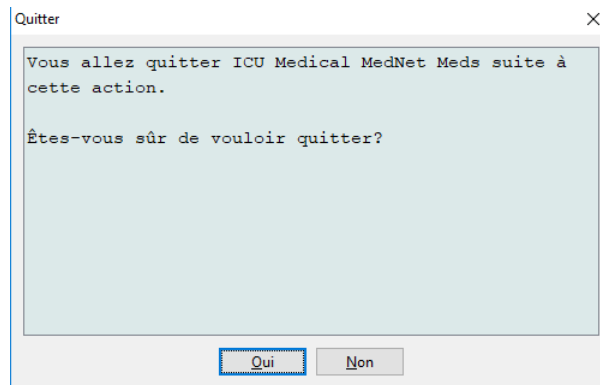 Quitter
Vous allez quitter ICU Medical MedNet Meds suite à
cette action.
Êtes-vous sûr de vouloir quitter?
Oui
Non